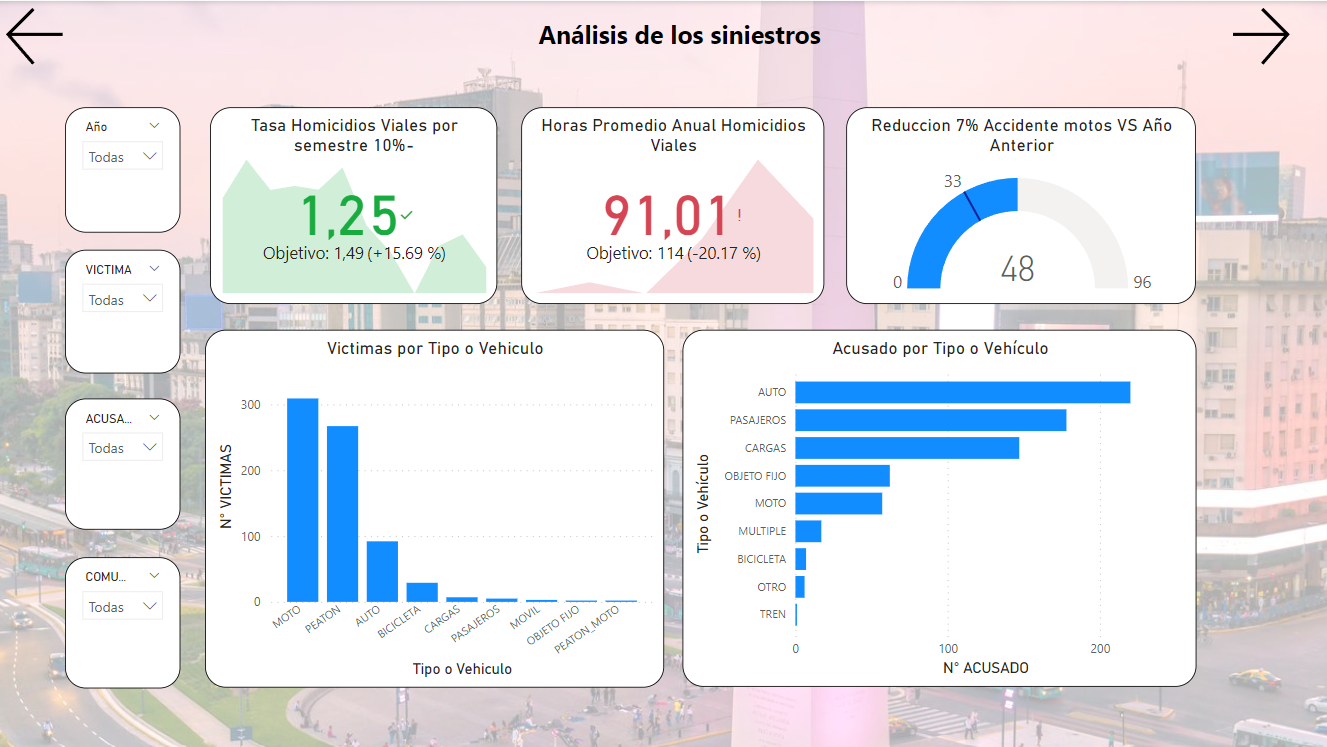 Análisis de los siniestros
Año
Todas
VICTIMA
Todas
ACUSA...
Todas
COMU...
Todas
Tasa Homicidios Viales por
semestre 10%-
1,25
Objetivo: 1,49 (+15.69 %)
Horas Promedio Anual Homicidios
Viales
91,01 !
Objetivo: 114 (-20.17 %)
Reduccion 7% Accidente motos VS Año
Anterior
33
48
0
96
Victimas por Tipo o Vehiculo
N° VICTIMAS
300
200
100
0
MOTO
PEATON
AUTO
BICICLETA
CARGAS
PASAJEROS
MOVIL
OBJETO FIJO
PEATON_MOTO
Tipo o Vehiculo
Acusado por Tipo o Vehículo
Tipo o Vehículo
AUTO
PASAJEROS
CARGAS
OBJETO FIJO
MOTO
MULTIPLE
BICICLETA
OTRO
TREN
0
100
200
N° ACUSADO